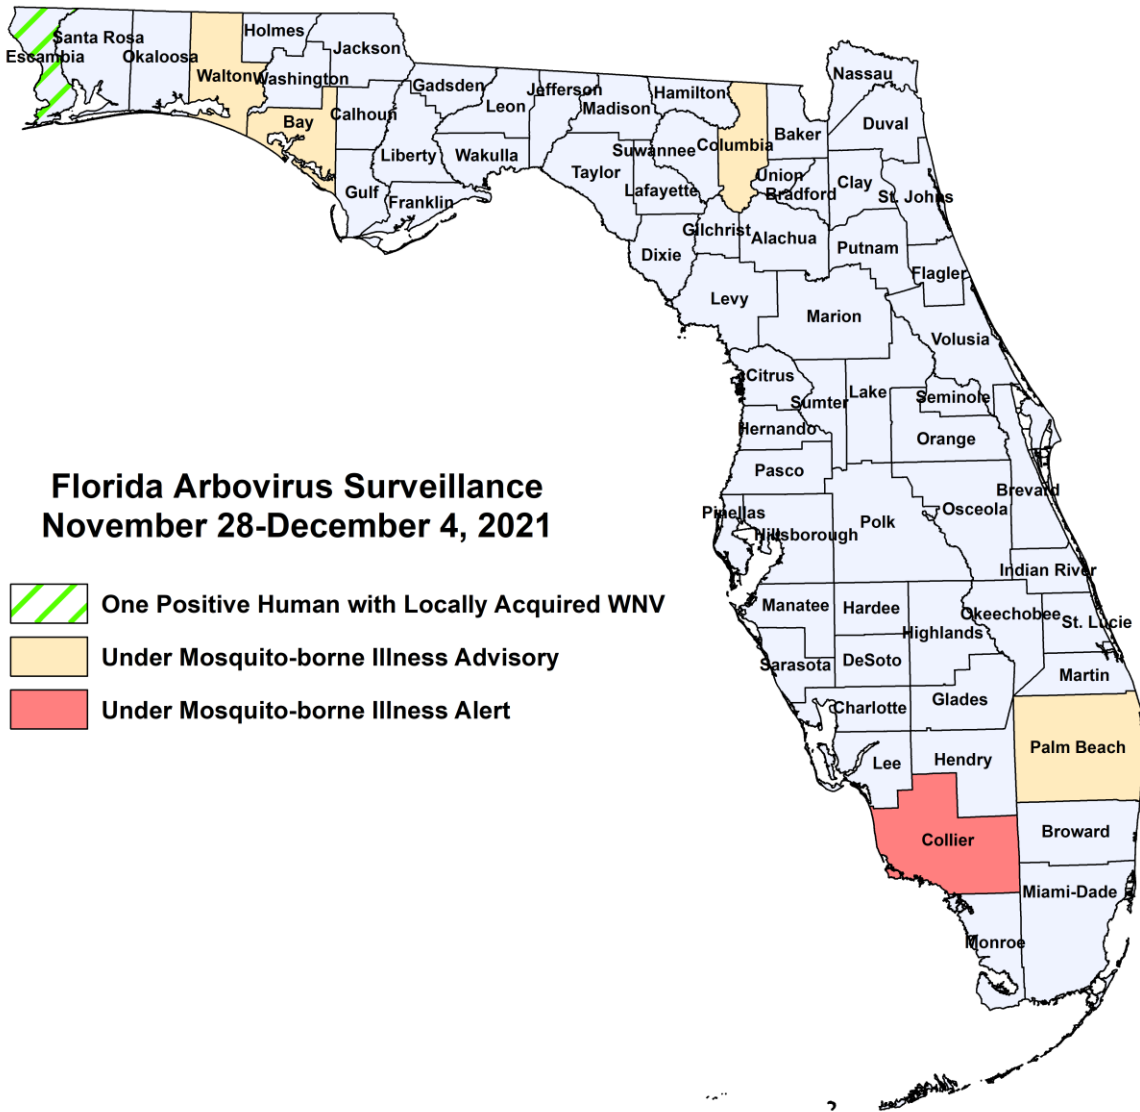 Holmes
Jackson
Santa Rosa
Escambia
Okaloosa
Walton
Washington
Gadsden
Jefferson
Hamilton
Nassau
Leon
Madison
Bay
Calhoun
Duval
Baker
Columbia
Suwannee
Liberty
Wakulla
Taylor
Union
Lafayette
Bradford
Clay
St. Johns
Gulf
Franklin
Gilchrist
Alachua
Putnam
Dixie
Flagler
Levy
Marion
Volusia
Citrus
Sumter
Lake
Seminole
Hernando
Orange
Pasco
Florida Arbovirus Surveillance
November 28-December 4, 2021
Brevard
Osceola
Pinellas
Polk
Hillsborough
Indian River
One Positive Human with Locally Acquired WNV
Manatee
Hardee
Okeechobee
St. Lucie
Highlands
Under Mosquito-borne Illness Advisory
Sarasota
DeSoto
Martin
Glades
Under Mosquito-borne Illness Alert
Charlotte
Palm Beach
Lee
Hendry
Collier
Broward
Miami-Dade
Monroe